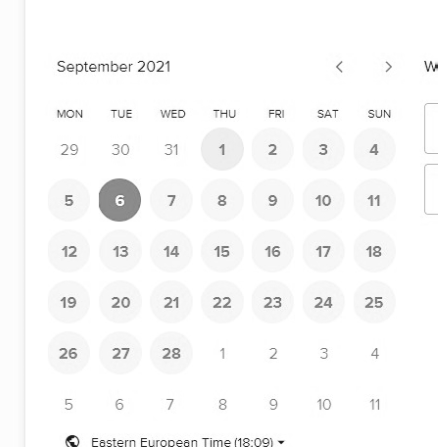 September 2021 < >
MON TUE WED THU FRI SAT SUN
29 30 31 1 2 3 4
5 6 7 8 9 10 11
12 13 14 15 16 17 18
19 20 21 22 23 24 25
26 27 28 1 2 3 4
5 6 7 8 9 10 11
Eastern European Time (18:09)